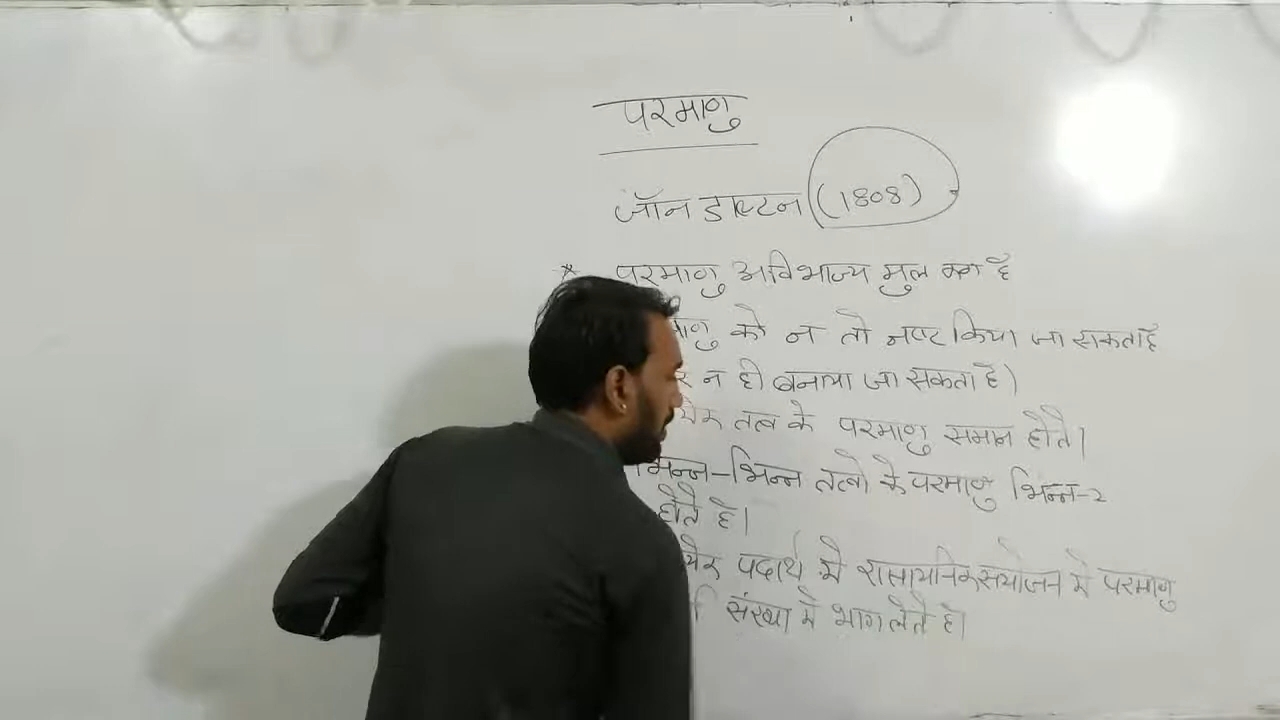 परमाणु
जॉन डाल्टन (1808)
* परमाणु अविभाज्य मुल कण है
को न तो नष्ट किया जा सकता है
न ही बनाया जा सकता है)
तत्व के परमाणु समान होते।
भिन्न-भिन्न तत्वो के परमाणु भिन्न-2
होते है।
पदार्थ मे रासायनिक संयोजन मे परमाणु
संख्या मे भाग लेते है।